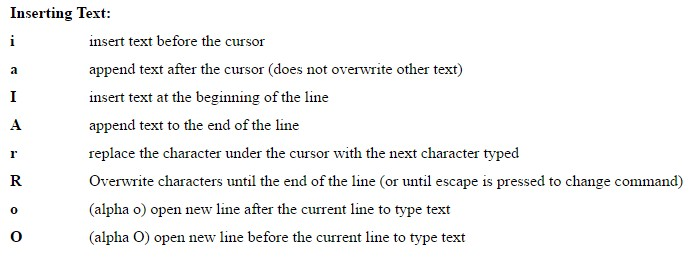 Inserting Text:
i insert text before the cursor
a append text after the cursor (does not overwrite other text)
I insert text at the beginning of the line
A append text to the end of the line
r replace the character under the cursor with the next character typed
R Overwrite characters until the end of the line (or until escape is pressed to change command)
o (alpha o) open new line after the current line to type text
O (alpha O) open new line before the current line to type text